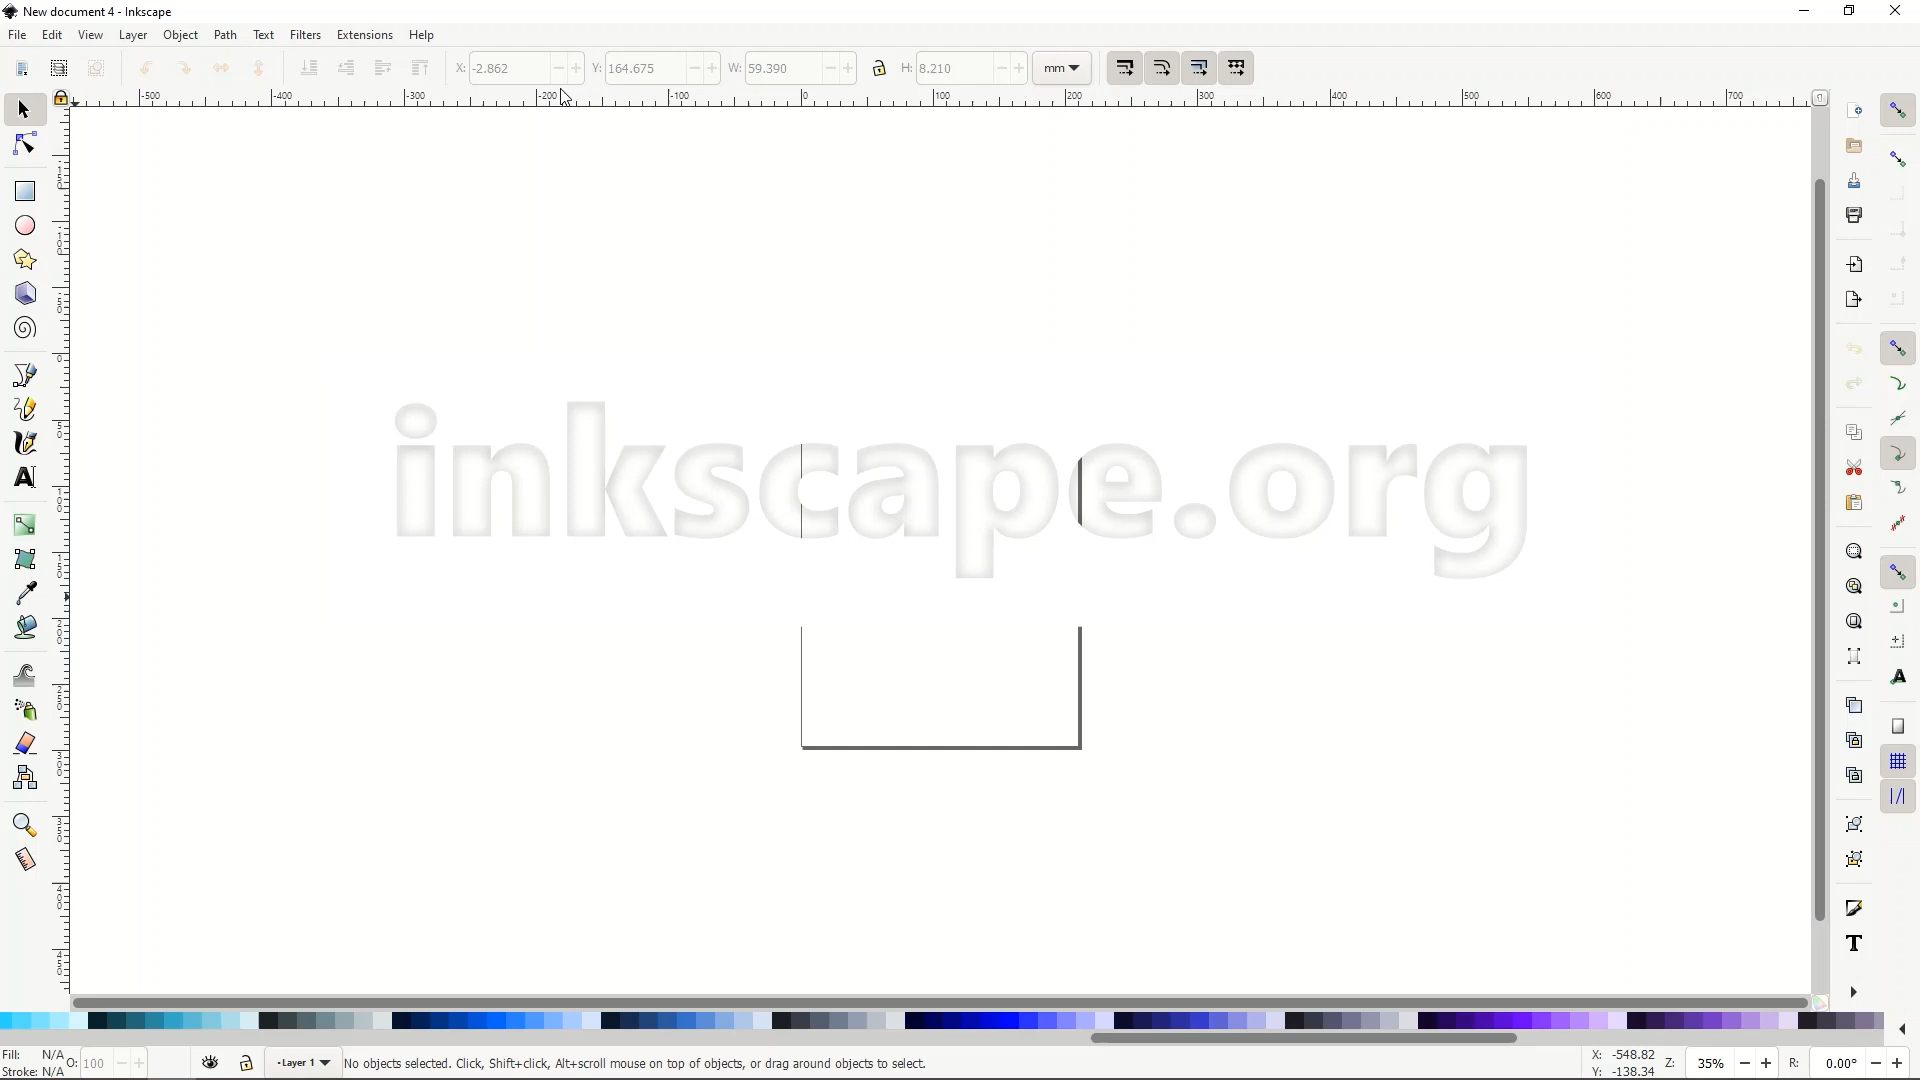 New document 4 - Inkscape
File Edit View Layer Object Path Text Filters Extensions Help
X: -2.862 Y: 164.675 W: 59.390 H: 8.210 mm
-500 -400 -300 -200 -100 0 100 200 300 400 500 600 700
inkscape.org
Fill: N/A O: 100 Layer 1 No objects selected. Click, Shift+click, Alt+scroll mouse on top of objects, or drag around objects to select. X: -548.82 Z: 35% R: 0.00°
Stroke: N/A Y: -138.34